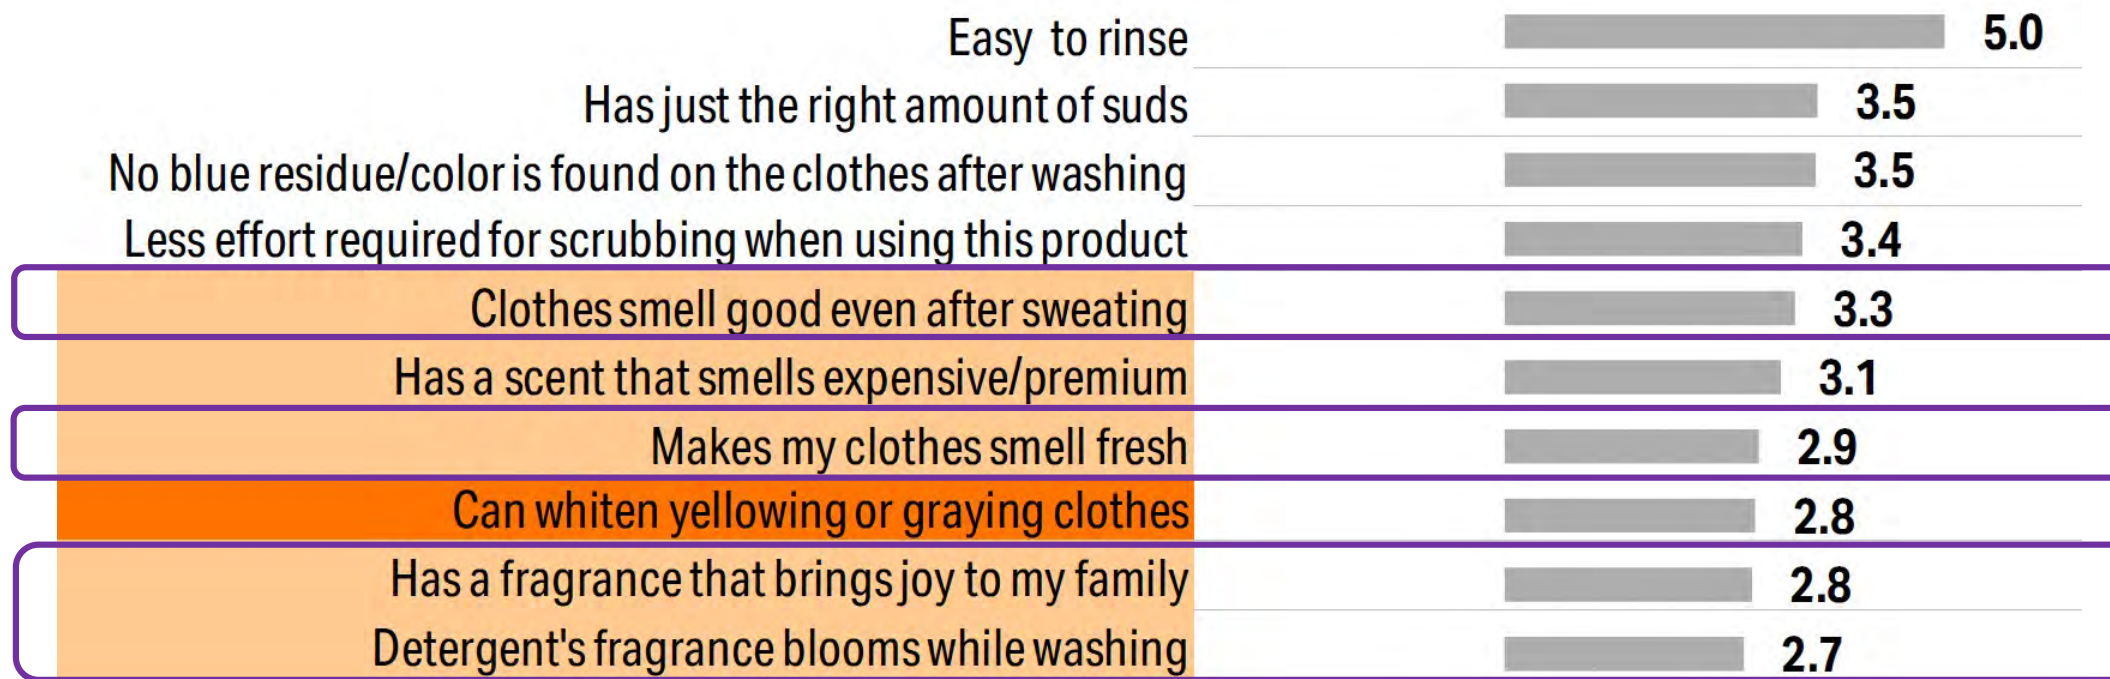 Easy to rinse 5.0
Has just the right amount of suds 3.5
No blue residue/color is found on the clothes after washing 3.5
Less effort required for scrubbing when using this product 3.4
Clothes smell good even after sweating 3.3
Has a scent that smells expensive/premium 3.1
Makes my clothes smell fresh 2.9
Can whiten yellowing or graying clothes 2.8
Has a fragrance that brings joy to my family 2.8
Detergent's fragrance blooms while washing 2.7